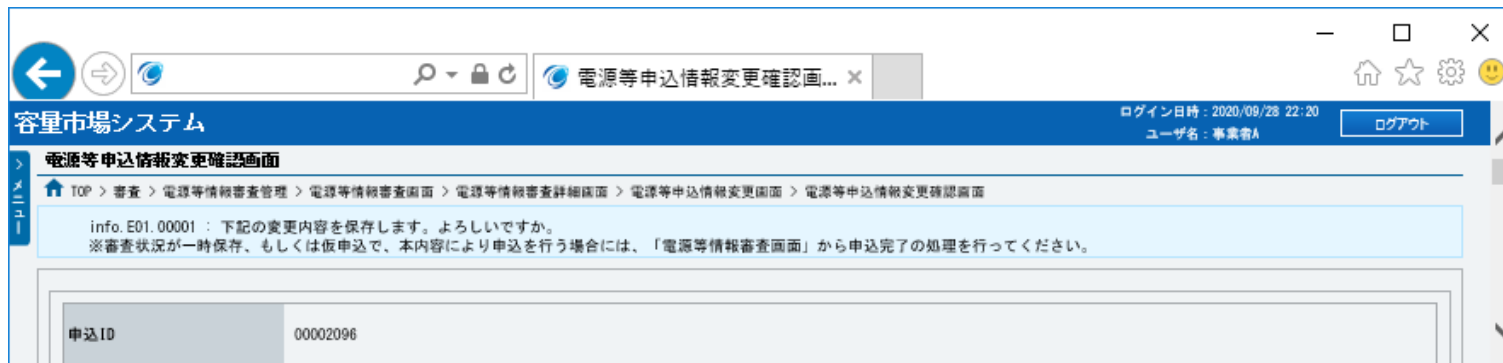 電源等申込情報変更確認画...
容量市場システム
ログイン日時：2020/09/28 22:20
ユーザ名：事業者A
ログアウト
> メニュー
電源等申込情報変更確認画面
TOP > 審査 > 電源等情報審査管理 > 電源等情報審査画面 > 電源等情報審査詳細画面 > 電源等申込情報変更画面 > 電源等申込情報変更確認画面
info.E01.00001 : 下記の変更内容を保存します。よろしいですか。
※審査状況が一時保存、もしくは仮申込で、本内容により申込を行う場合には、「電源等情報審査画面」から申込完了の処理を行ってください。
申込ID 00002096